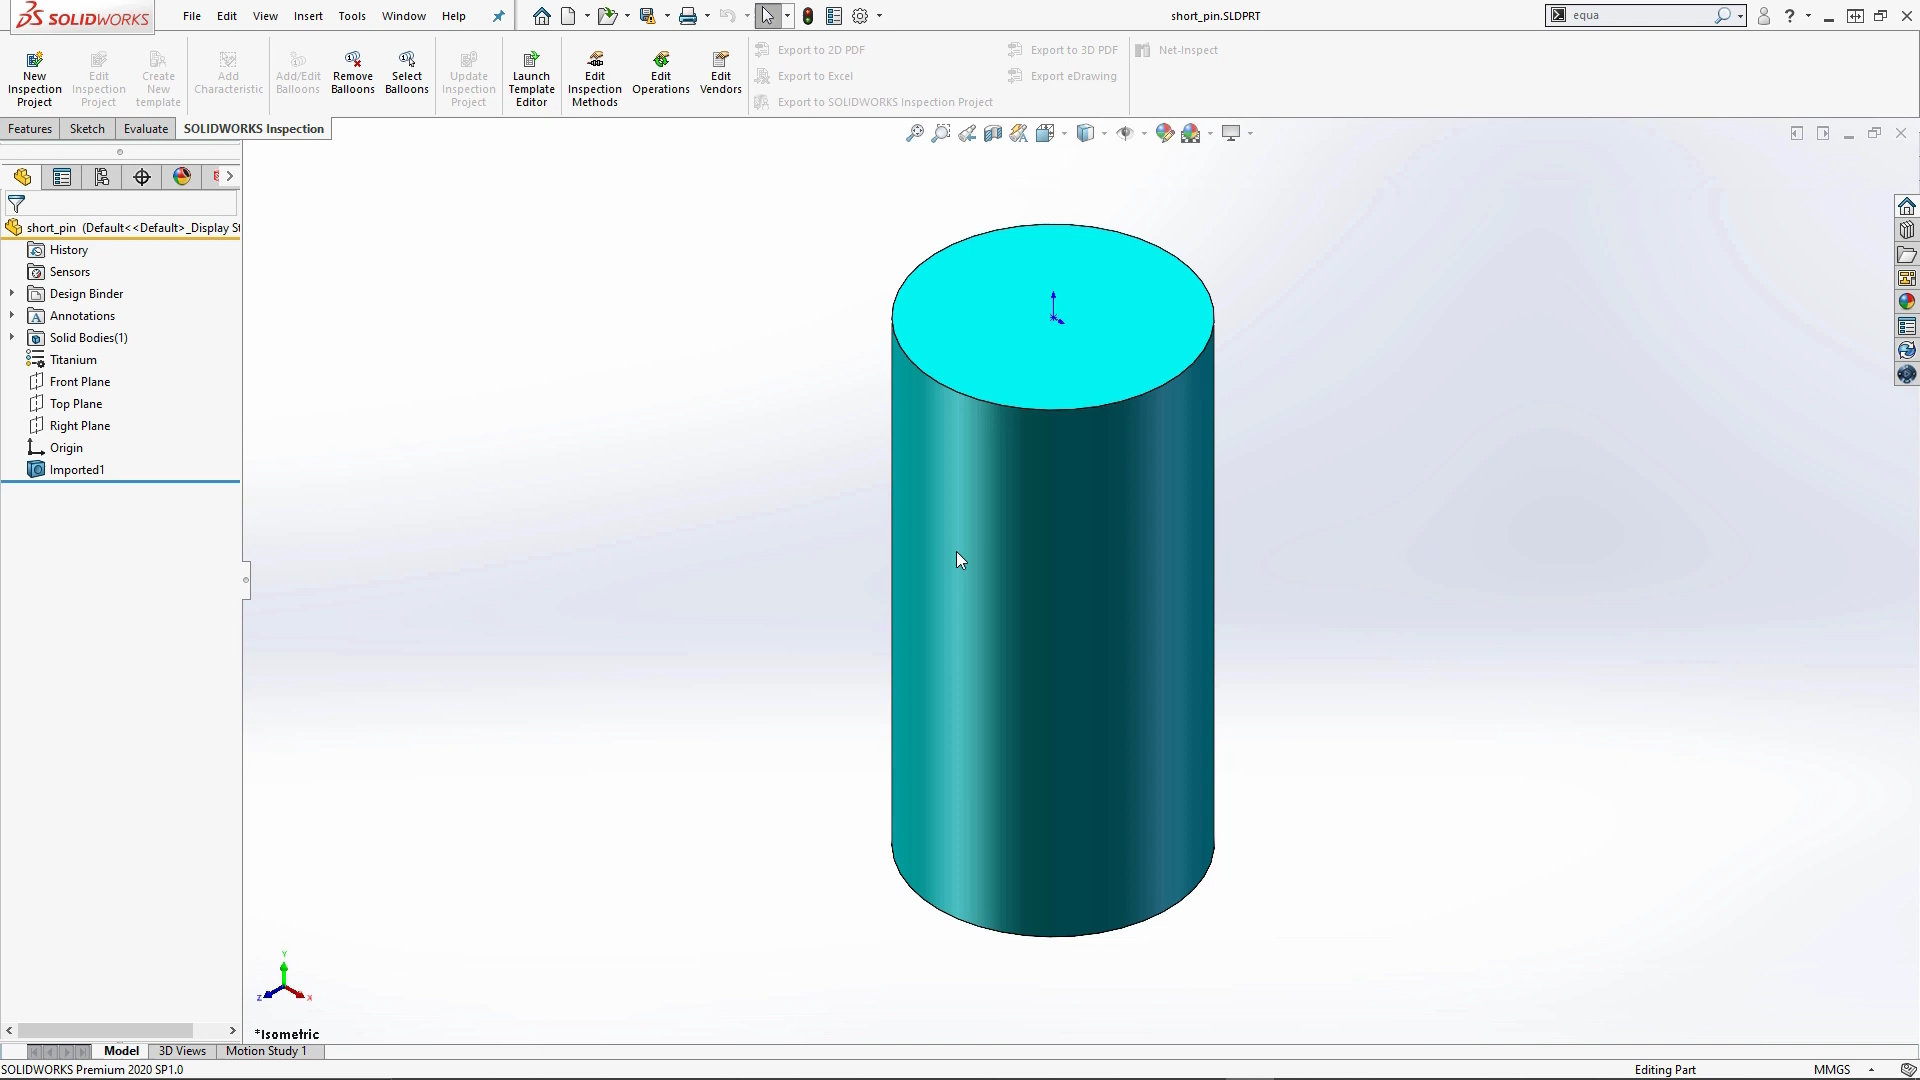 SOLIDWORKS File Edit View Insert Tools Window Help short_pin.SLDPRT equa
New Inspection Project
Edit Inspection Project
Create New template
Add Characteristic
Add/Edit Balloons
Remove Balloons
Select Balloons
Update Inspection Project
Launch Template Editor
Edit Inspection Methods
Edit Operations
Edit Vendors
Export to 2D PDF
Export to Excel
Export to SOLIDWORKS Inspection Project
Export to 3D PDF
Export eDrawing
Net-Inspect
Features Sketch Evaluate SOLIDWORKS Inspection
short_pin (Default<<Default>_Display St
History
Sensors
Design Binder
Annotations
Solid Bodies(1)
Titanium
Front Plane
Top Plane
Right Plane
Origin
Imported1
Y
Z X
*Isometric
Model 3D Views Motion Study 1
SOLIDWORKS Premium 2020 SP1.0 Editing Part MMGS